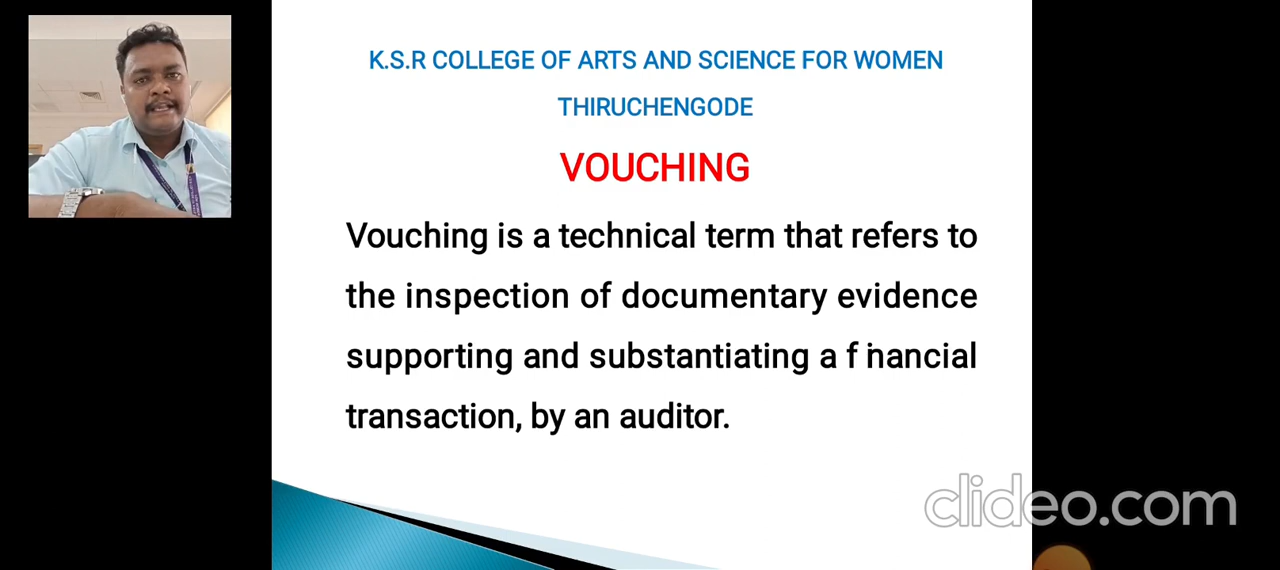 K.S.R COLLEGE OF ARTS AND SCIENCE FOR WOMEN
THIRUCHENGODE
VOUCHING
Vouching is a technical term that refers to
the inspection of documentary evidence
supporting and substantiating a f inancial
transaction, by an auditor.
clideo.com